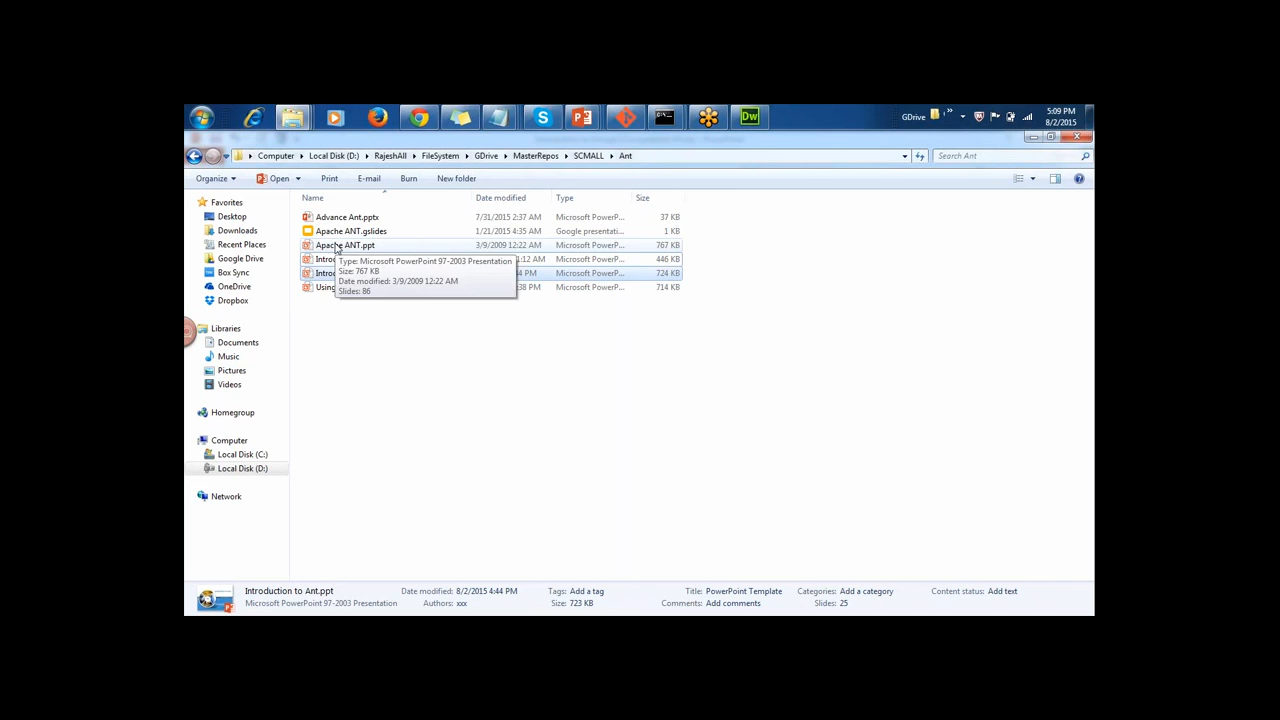 Dw
GDrive
»
5:09 PM
8/2/2015
Computer
Local Disk (D:)
RajeshAll
FileSystem
GDrive
MasterRepos
SCMALL
Ant
Search Ant
Organize
Open
Print
E-mail
Burn
New folder
Favorites
Desktop
Downloads
Recent Places
Google Drive
Box Sync
OneDrive
Dropbox
Libraries
Documents
Music
Pictures
Videos
Homegroup
Computer
Local Disk (C:)
Local Disk (D:)
Network
Name Date modified Type Size
Advance Ant.pptx 7/31/2015 2:37 AM Microsoft PowerP... 37 KB
Apache ANT.gslides 1/21/2015 4:35 AM Google presentati... 1 KB
Apache ANT.ppt 3/9/2009 12:22 AM Microsoft PowerP... 767 KB
Microsoft PowerP... 446 KB
Microsoft PowerP... 724 KB
Microsoft PowerP... 714 KB
Type: Microsoft PowerPoint 97-2003 Presentation
Size: 767 KB
Date modified: 3/9/2009 12:22 AM
Slides: 86
Introduction to Ant.ppt Date modified: 8/2/2015 4:44 PM Tags: Add a tag Title: PowerPoint Template Categories: Add a category Content status: Add text
Microsoft PowerPoint 97-2003 Presentation Authors: xxx Size: 723 KB Comments: Add comments Slides: 25